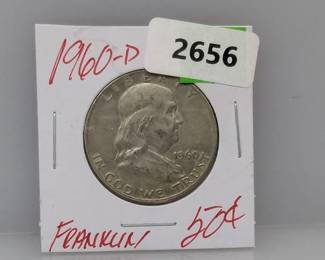 1960-D
2656
LIBERTY
1960
IN GOD WE TRUST
FRANKLIN
50¢